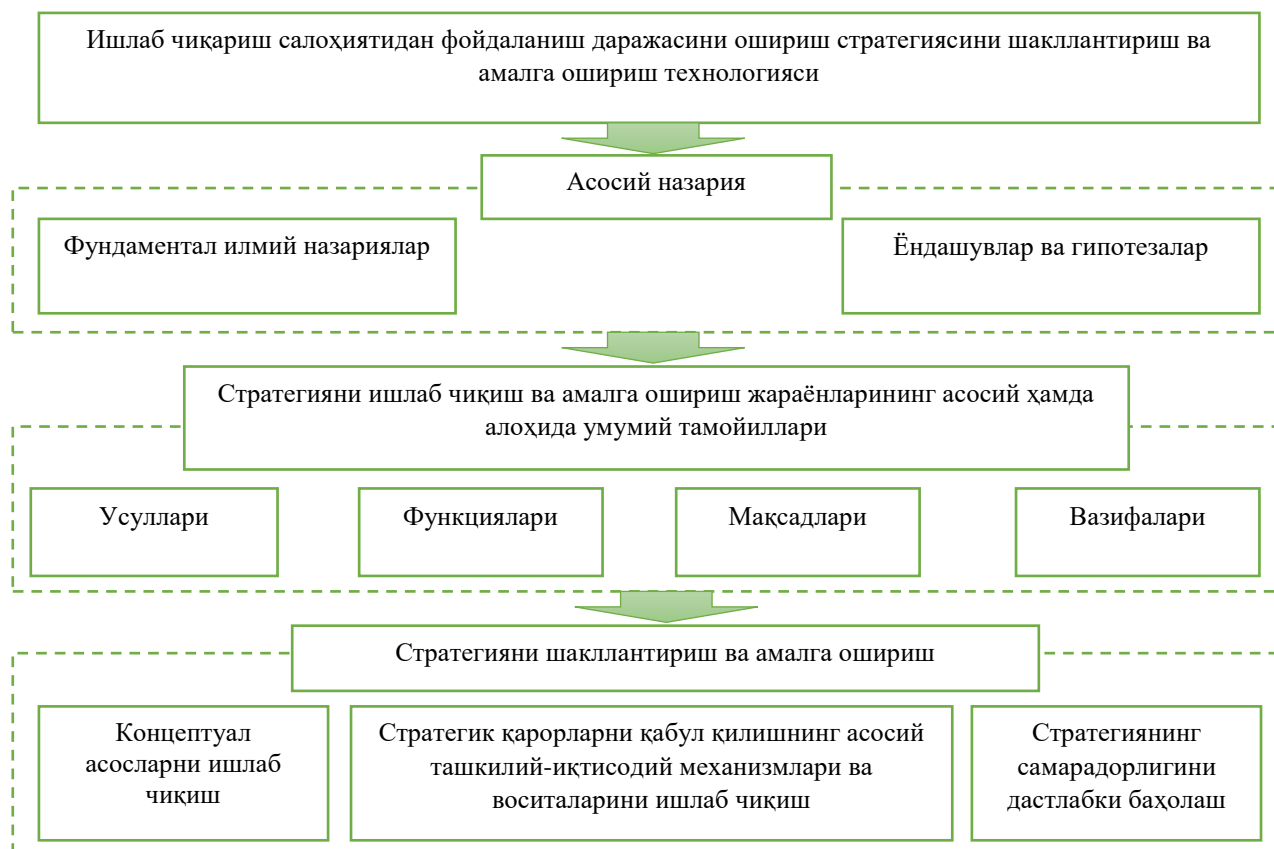 Ишлаб чиқариш салоҳиятидан фойдаланиш даражасини ошириш стратегиясини шакллантириш ва
амалга ошириш технологияси
Асосий назария
Фундаментал илмий назариялар
Ёндашувлар ва гипотезалар
Стратегияни ишлаб чиқиш ва амалга ошириш жараёнларининг асосий ҳамда
алоҳида умумий тамойиллари
Усуллари
Функциялари
Мақсадлари
Вазифалари
Стратегияни шакллантириш ва амалга ошириш
Концептуал
асосларни ишлаб
чиқиш
Стратегик қарорларни қабул қилишнинг асосий
ташкилий-иқтисодий механизмлари ва
воситаларини ишлаб чиқиш
Стратегиянинг
самарадорлигини
дастлабки баҳолаш